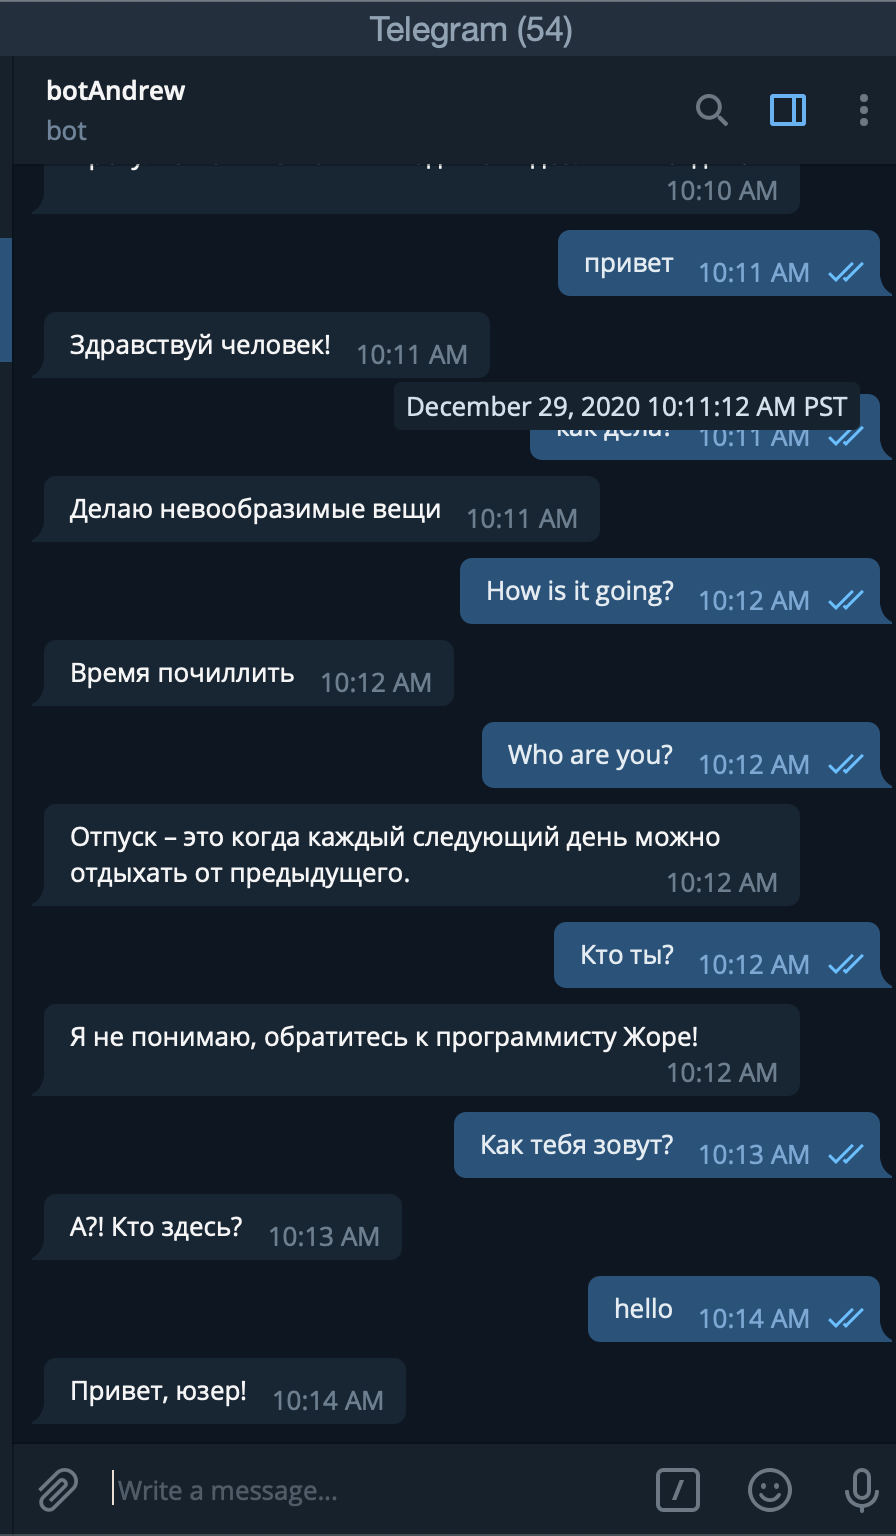 Telegram (54)
botAndrew
bot
10:10 AM
привет 10:11 AM
Здравствуй человек! 10:11 AM
December 29, 2020 10:11:12 AM PST
как дела? 10:11 AM
Делаю невообразимые вещи 10:11 AM
How is it going? 10:12 AM
Время почиллить 10:12 AM
Who are you? 10:12 AM
Отпуск – это когда каждый следующий день можно
отдыхать от предыдущего. 10:12 AM
Кто ты? 10:12 AM
Я не понимаю, обратитесь к программисту Жоре!
10:12 AM
Как тебя зовут? 10:13 AM
А?! Кто здесь? 10:13 AM
hello 10:14 AM
Привет, юзер! 10:14 AM
Write a message...